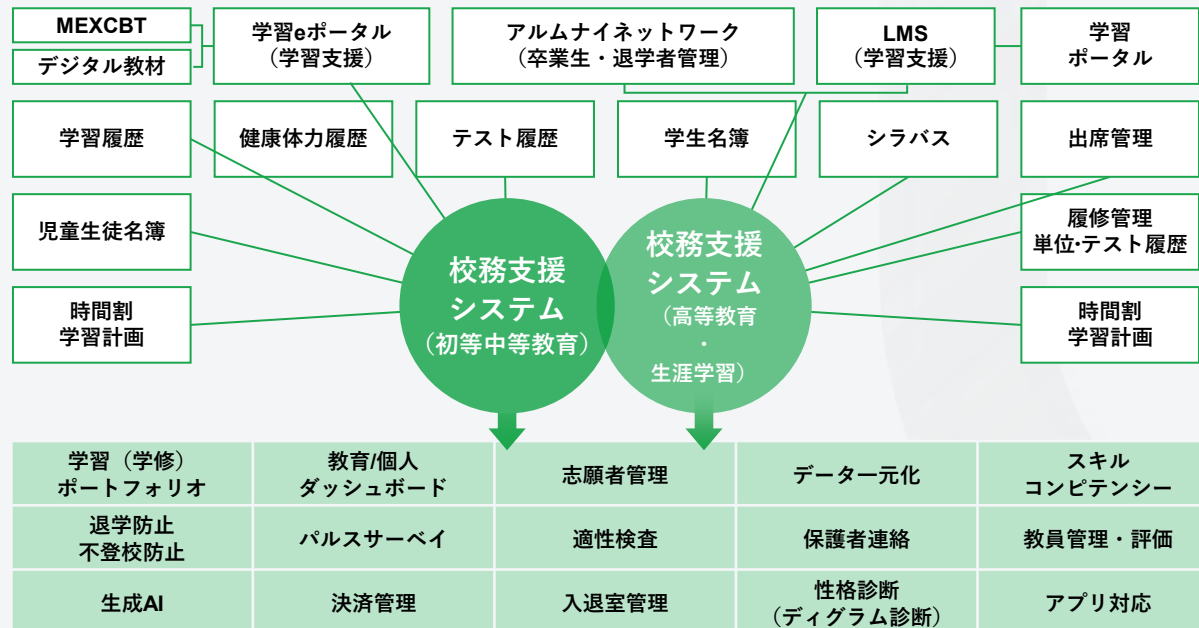 MEXCBT
デジタル教材
学習eポータル
（学習支援）
アルムナイネットワーク
（卒業生・退学者管理）
LMS
（学習支援）
学習
ポータル
学習履歴
健康体力履歴
テスト履歴
学生名簿
シラバス
出席管理
児童生徒名簿
履修管理
単位・テスト履歴
時間割
学習計画
時間割
学習計画
校務支援
システム
（初等中等教育）
校務支援
システム
（高等教育
・
生涯学習）
学習（学修）
ポートフォリオ
教育/個人
ダッシュボード
志願者管理
データ一元化
スキル
コンピテンシー
退学防止
不登校防止
パルスサーベイ
適性検査
保護者連絡
教員管理・評価
生成AI
決済管理
入退室管理
性格診断
（ディグラム診断）
アプリ対応